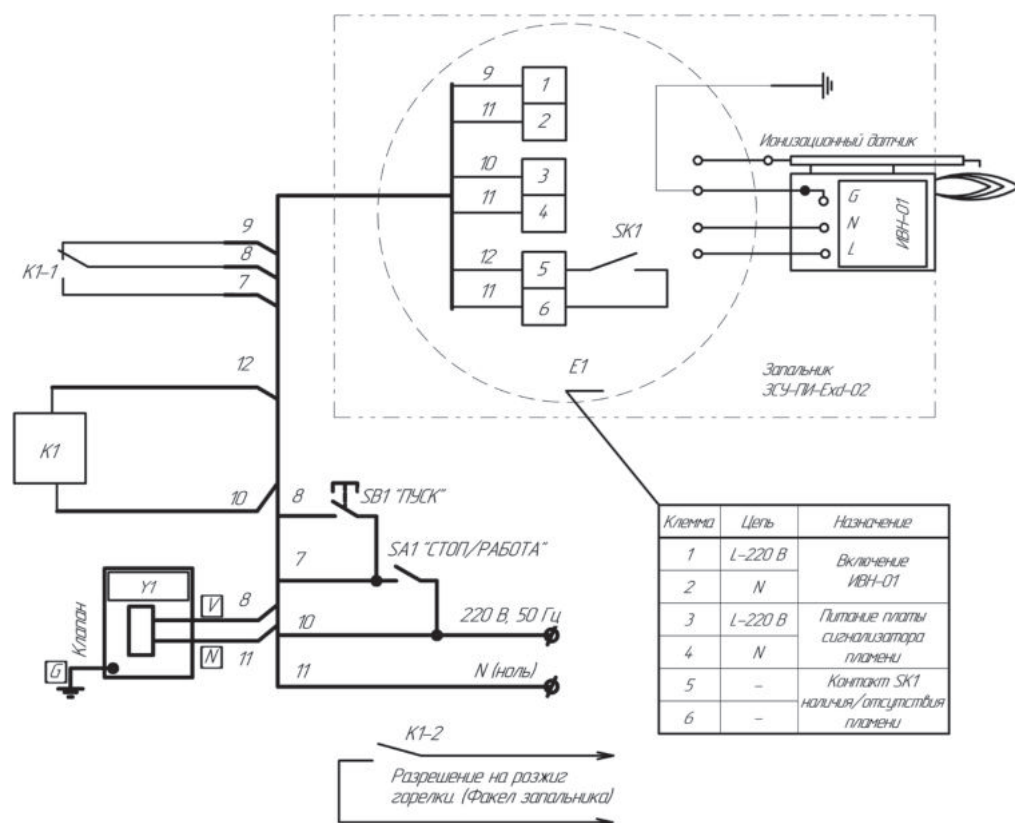 9
1
11
2
10
3
11
4
12
5
11
6
SK1
Ионизационный датчик
G
N
L
ИВН-01
E1
Запальник
ЗСУ-ПИ-Exd-02
K1-1
9
8
7
12
K1
10
8
SB1 "ПУСК"
7
SA1 "СТОП/РАБОТА"
10
220 В, 50 Гц
11
N (ноль)
Клапан
Y1
V
8
N
11
G
K1-2
Разрешение на розжиг
горелки. (Факел запальника)
Клемма Цепь Назначение
1 L-220 В Включение
2 N ИВН-01
3 L-220 В Питание платы
сигнализатора
4 N пламени
5 – Контакт SK1
наличия/отсутствия
6 – пламени